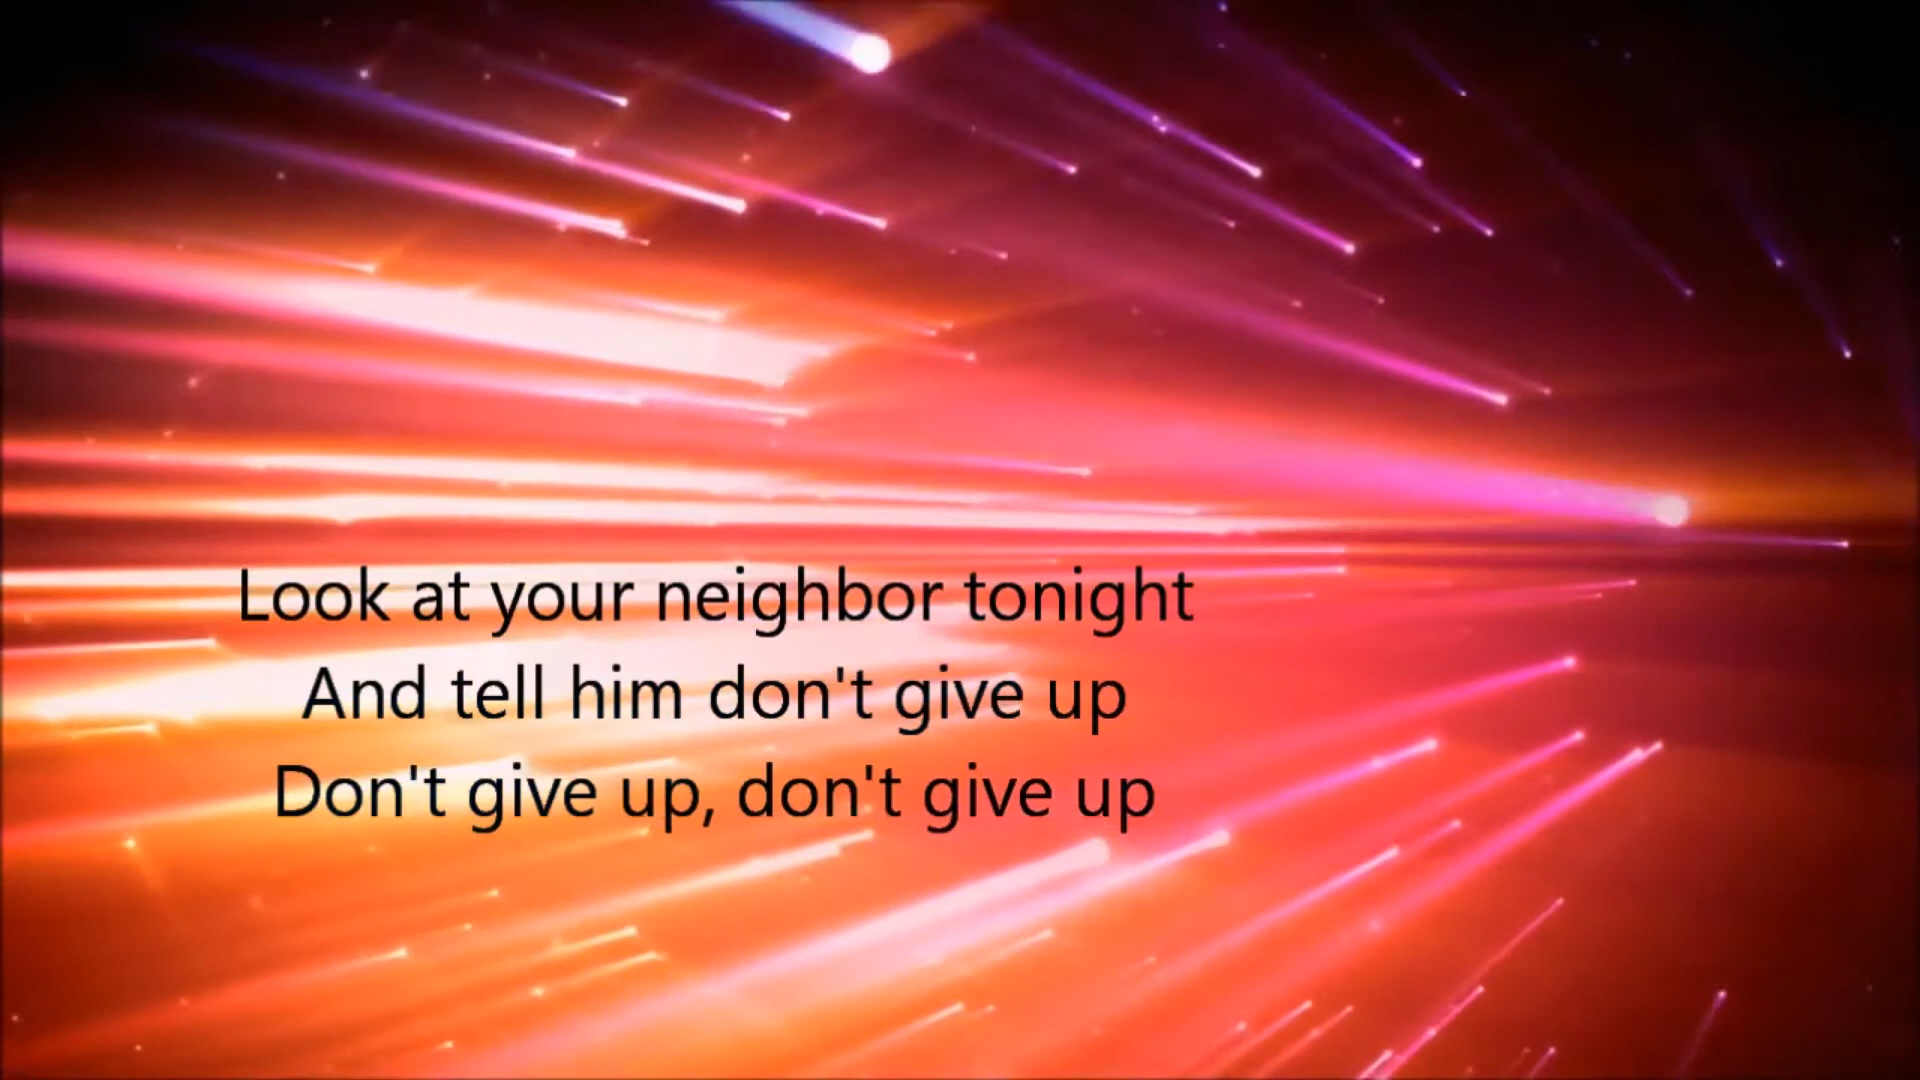 Look at your neighbor tonight
And tell him don't give up
Don't give up, don't give up